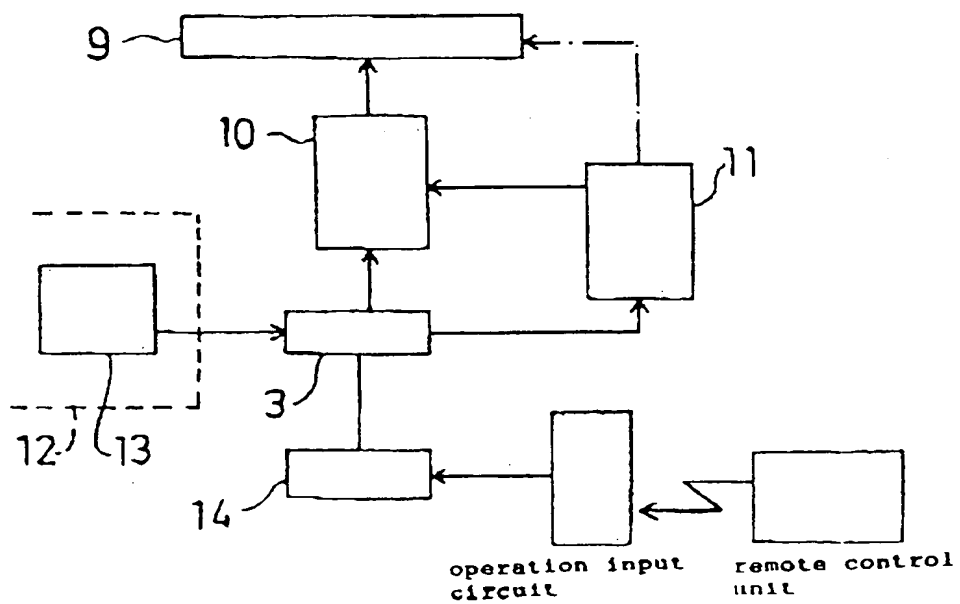 9
10
11
3
12
13
14
operation input
circuit
remote control
unit